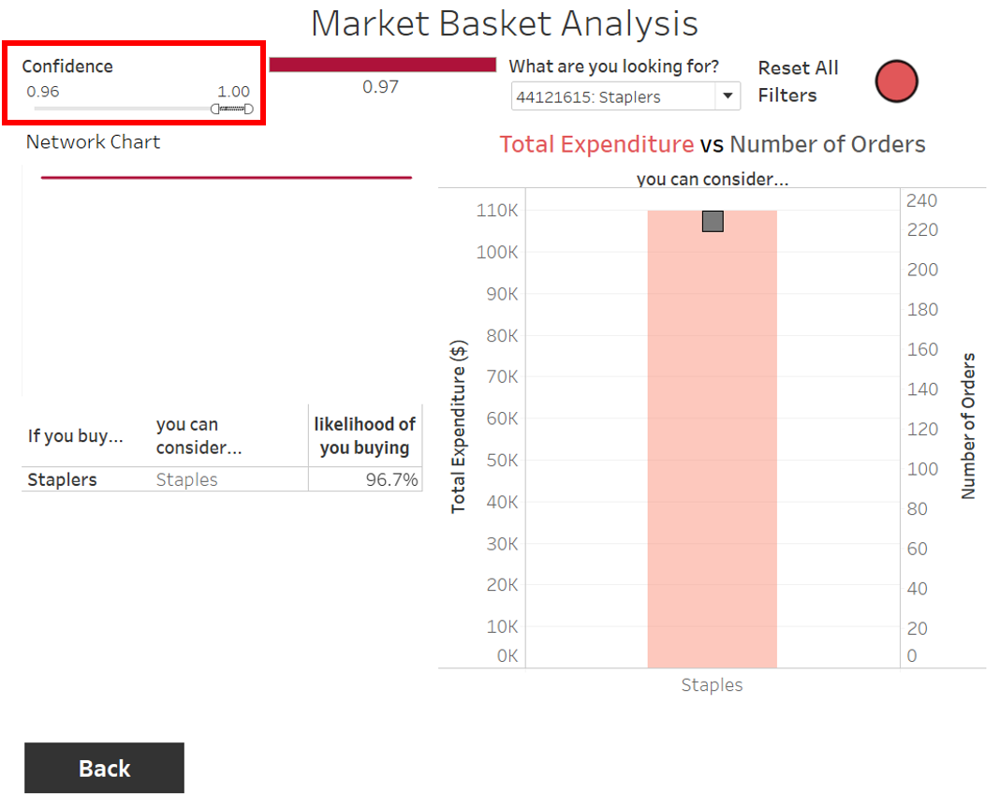 Market Basket Analysis
Confidence
0.96 1.00
0.97
What are you looking for?
44121615: Staplers
Reset All
Filters
Network Chart
If you buy...
you can
consider...
likelihood of
you buying
Staplers Staples 96.7%
Total Expenditure vs Number of Orders
you can consider...
Total Expenditure ($)
110K
100K
90K
80K
70K
60K
50K
40K
30K
20K
10K
0K
240
220
200
180
160
140
120
100
80
60
40
20
0
Number of Orders
Staples
Back